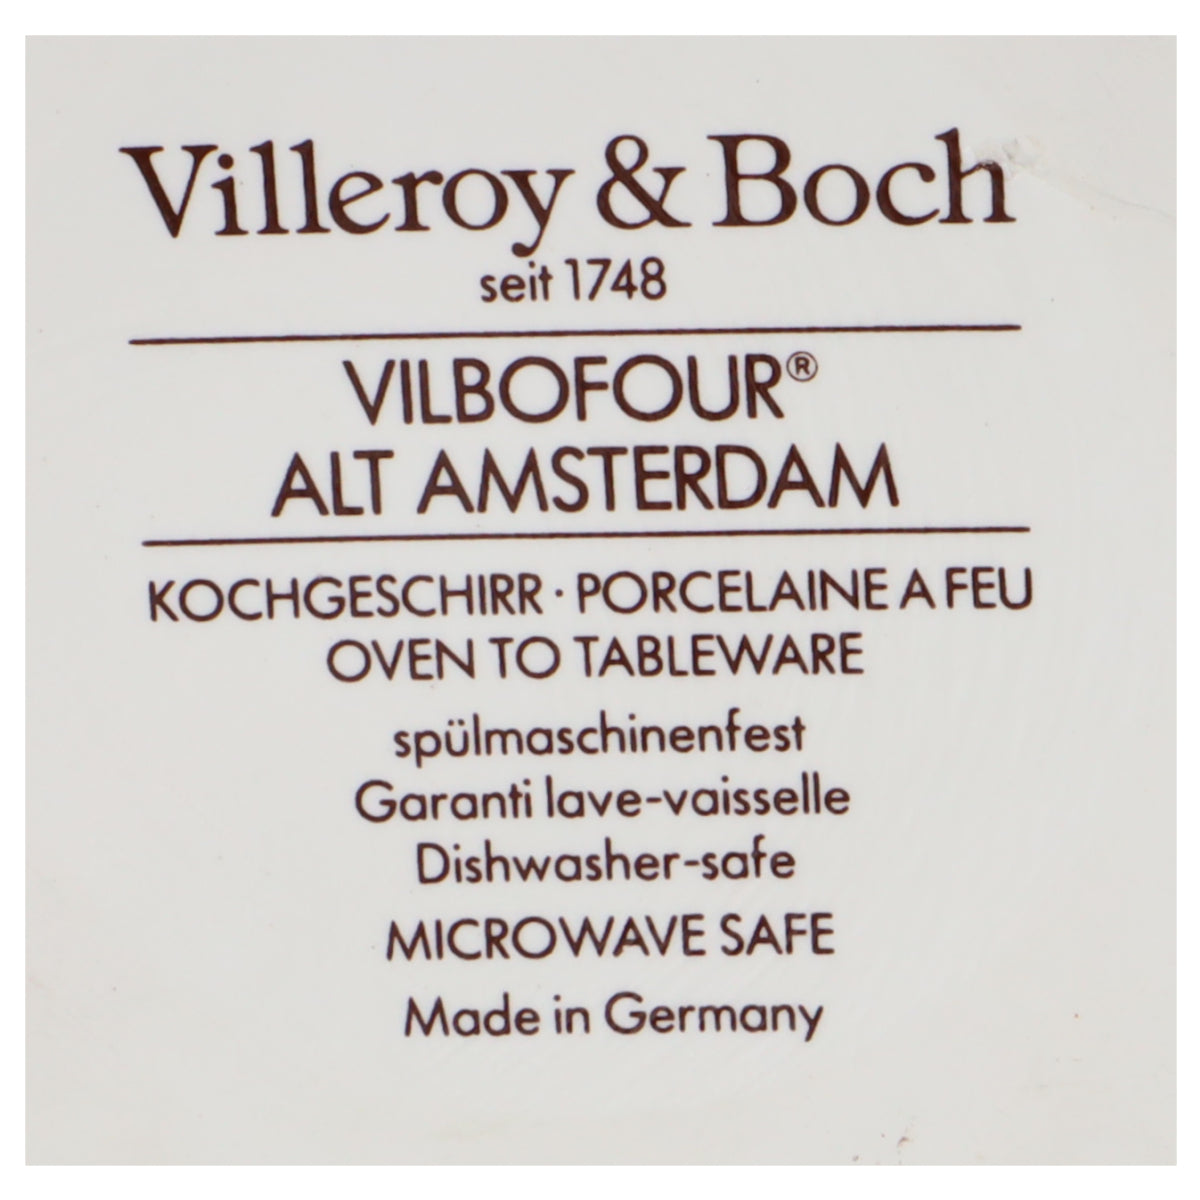 Villeroy & Boch
seit 1748
VILBOFOUR®
ALT AMSTERDAM
KOCHGESCHIRR · PORCELAINE A FEU
OVEN TO TABLEWARE
spülmaschinenfest
Garanti lave-vaisselle
Dishwasher-safe
MICROWAVE SAFE
Made in Germany